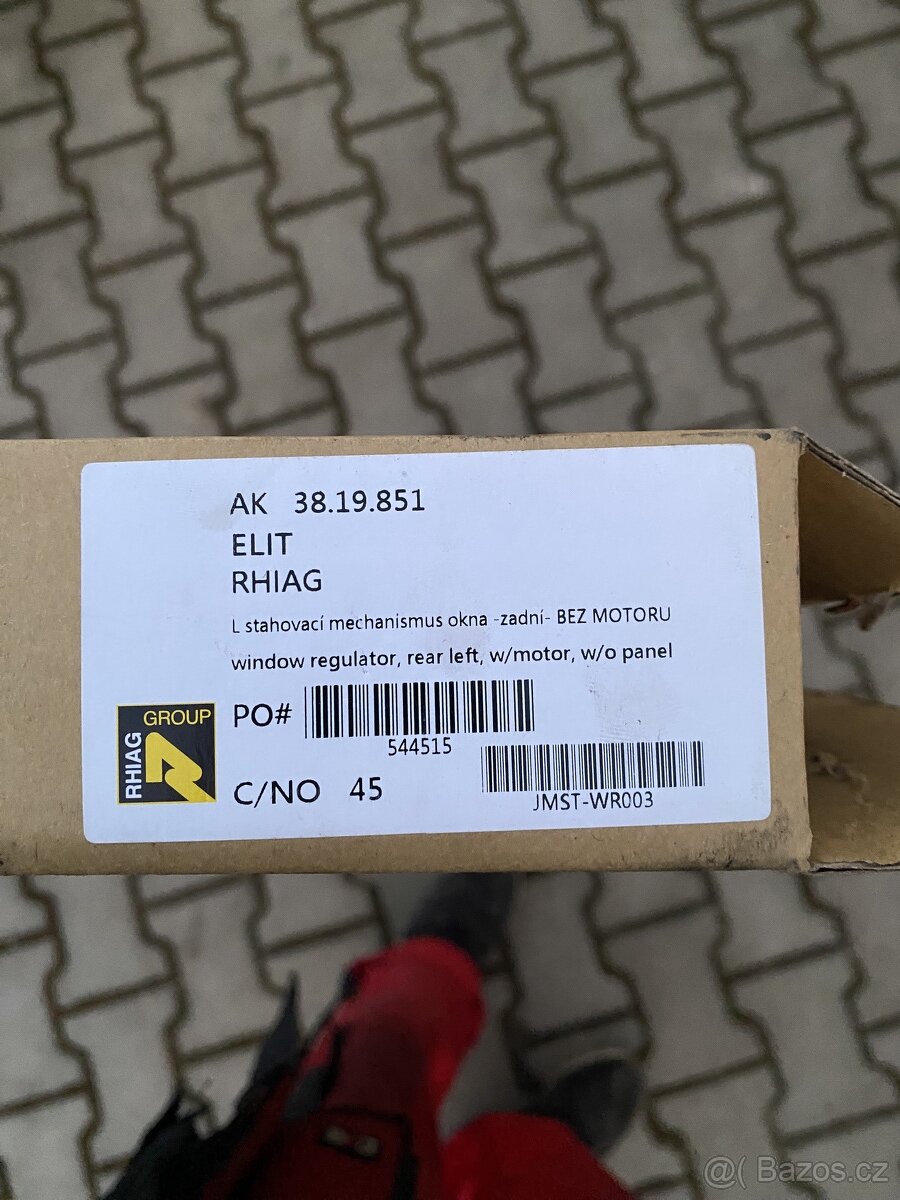 AK 38.19.851
ELIT
RHIAG
L stahovací mechanismus okna -zadní- BEZ MOTORU
window regulator, rear left, w/motor, w/o panel
RHIAG GROUP
PO#
544515
C/NO 45
JMST-WR003
@( Bazos.cz